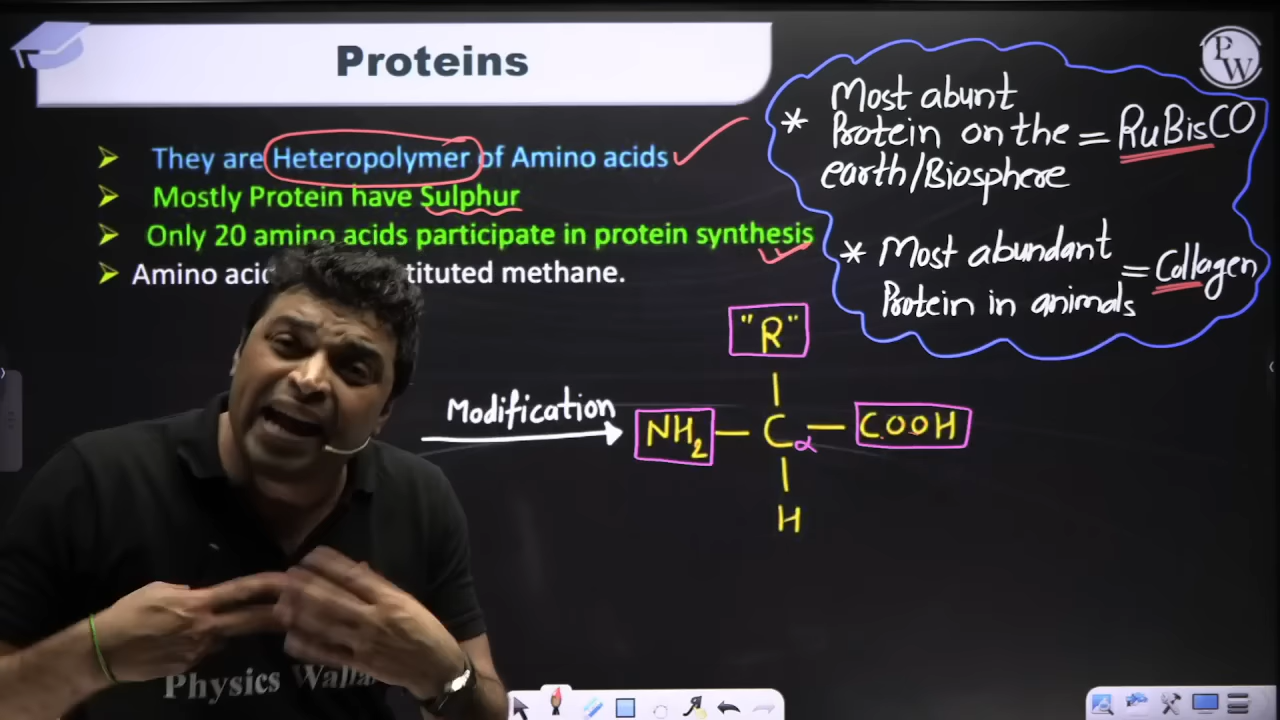 Proteins
PW
They are Heteropolymer of Amino acids
Mostly Protein have Sulphur
Only 20 amino acids participate in protein synthesis
Amino acid tituted methane.
* Most abunt
Protein on the = RuBisCO
earth/Biosphere
* Most abundant
= Collagen
Protein in animals
"R"
Modification
NH2 – Cα – COOH
H
Physics Walla